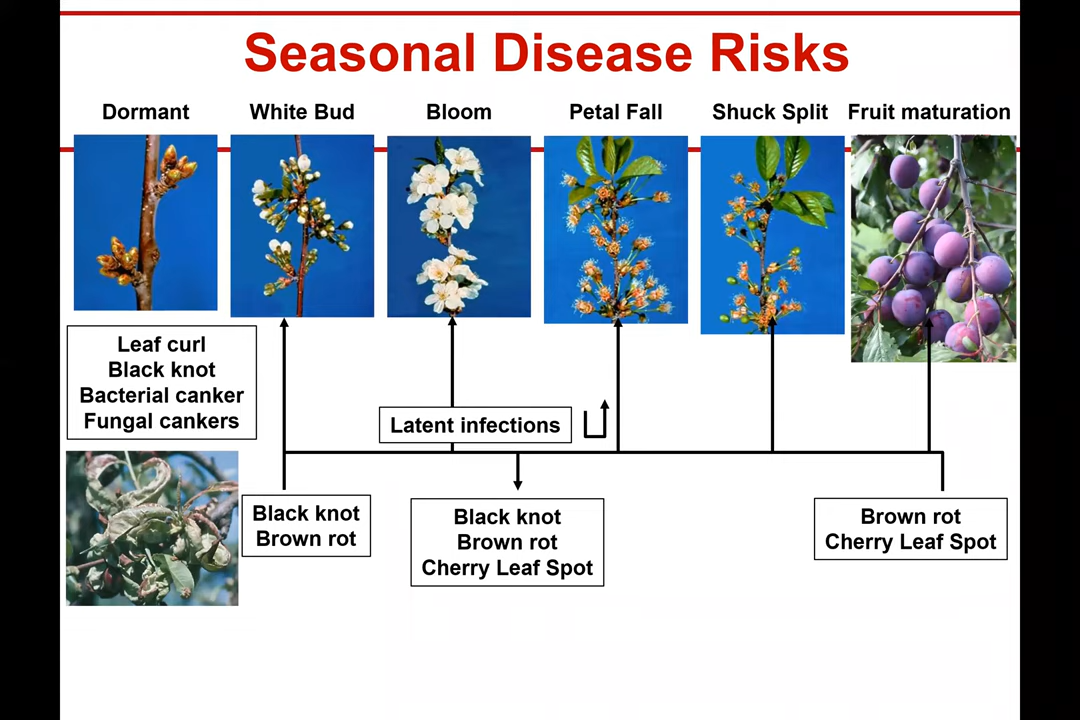 Seasonal Disease Risks
Dormant
White Bud
Bloom
Petal Fall
Shuck Split
Fruit maturation
Leaf curl
Black knot
Bacterial canker
Fungal cankers
Latent infections
Black knot
Brown rot
Black knot
Brown rot
Cherry Leaf Spot
Brown rot
Cherry Leaf Spot